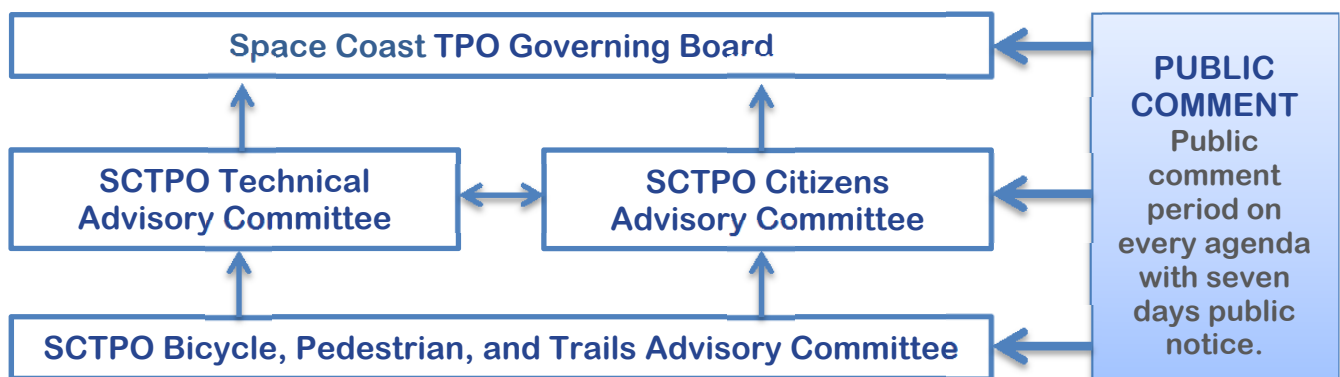 Space Coast TPO Governing Board
SCTPO Technical
Advisory Committee
SCTPO Citizens
Advisory Committee
SCTPO Bicycle, Pedestrian, and Trails Advisory Committee
PUBLIC
COMMENT
Public
comment
period on
every agenda
with seven
days public
notice.